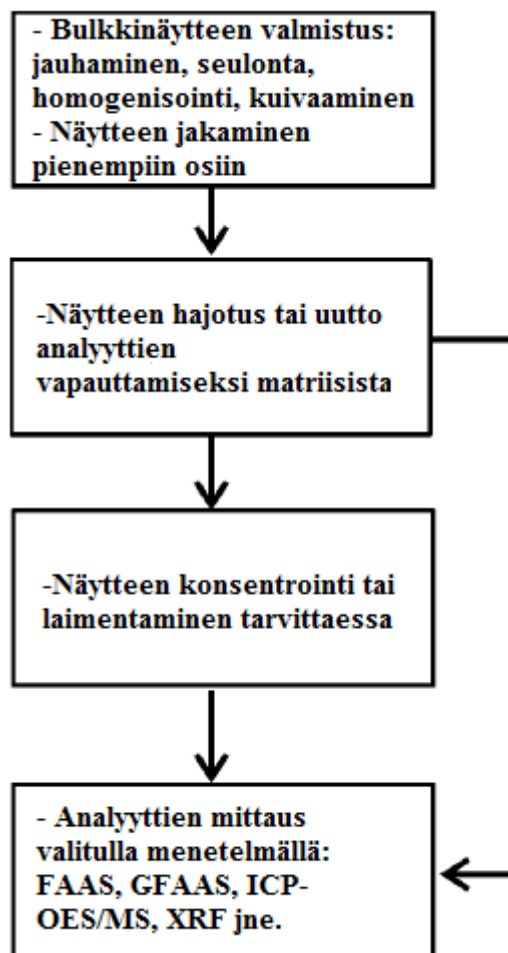 - Bulkkinäytteen valmistus:
jauhaminen, seulonta,
homogenisointi, kuivaaminen
- Näytteen jakaminen
pienempiin osiin
-Näytteen hajotus tai uutto
analyyttien
vapauttamiseksi matriisista
-Näytteen konsentrointi tai
laimentaminen tarvittaessa
- Analyyttien mittaus
valitulla menetelmällä:
FAAS, GFAAS, ICP-
OES/MS, XRF jne.